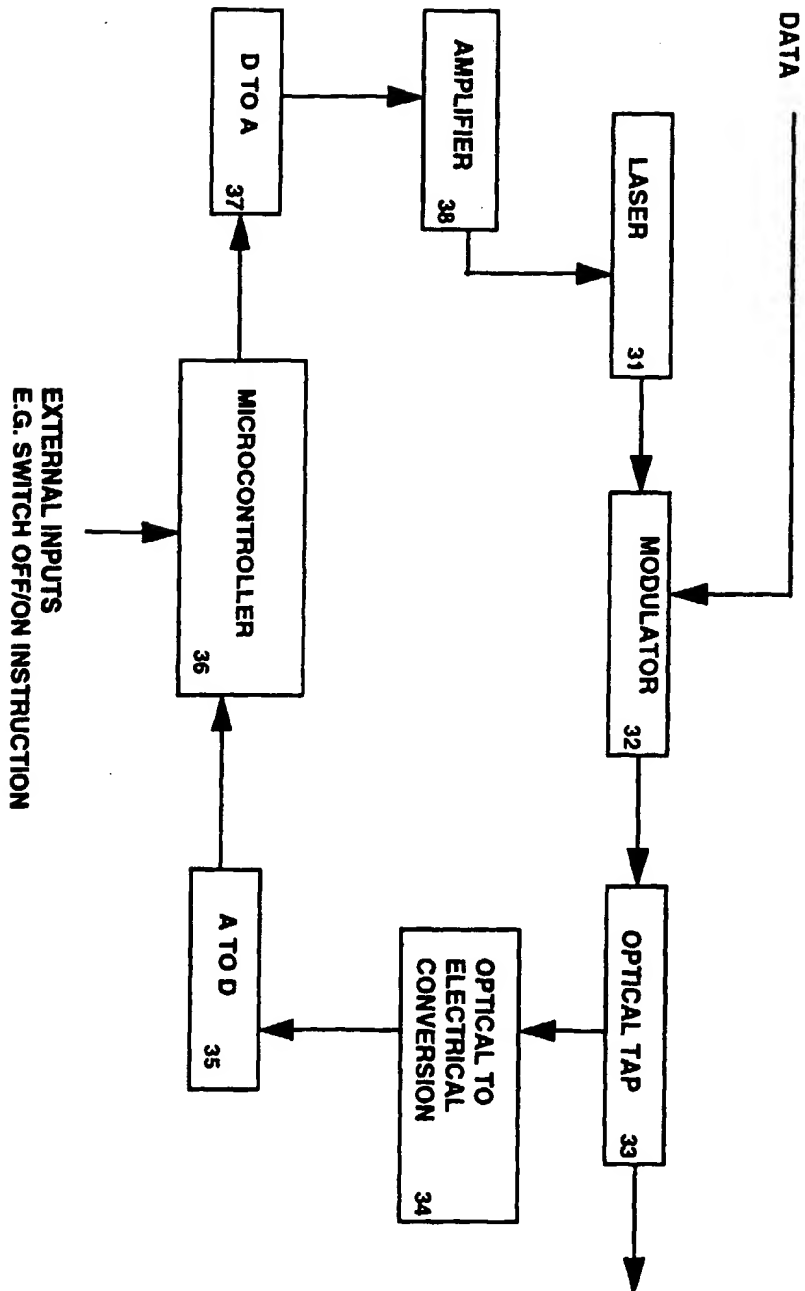 DATA
LASER
31
MODULATOR
32
OPTICAL TAP
33
AMPLIFIER
38
OPTICAL TO
ELECTRICAL
CONVERSION
34
D TO A
37
MICROCONTROLLER
36
A TO D
35
EXTERNAL INPUTS
E.G. SWITCH OFF/ON INSTRUCTION